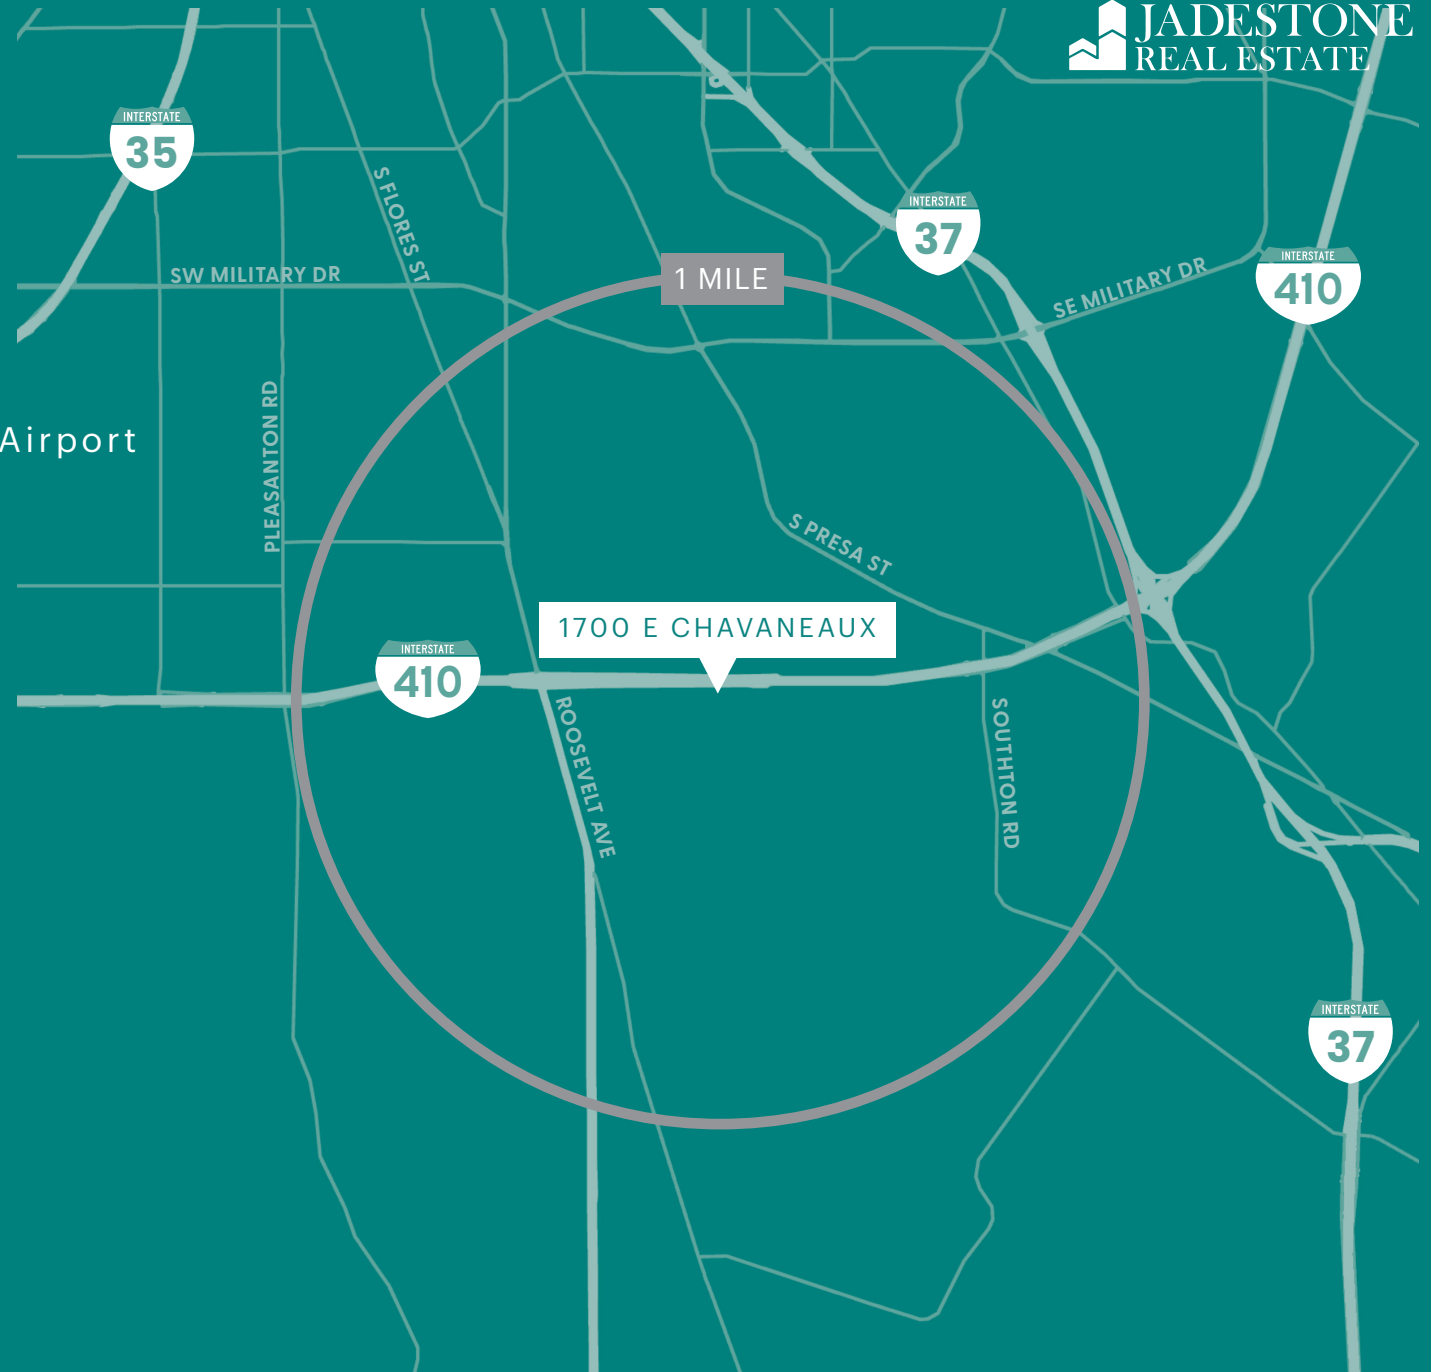 JADESTONE
REAL ESTATE
INTERSTATE
35
S FLORES ST
INTERSTATE
37
INTERSTATE
410
SW MILITARY DR
1 MILE
SE MILITARY DR
PLEASANTON RD
Airport
S PRESA ST
1700 E CHAVANEAUX
INTERSTATE
410
ROOSEVELT AVE
SOUTHTON RD
INTERSTATE
37